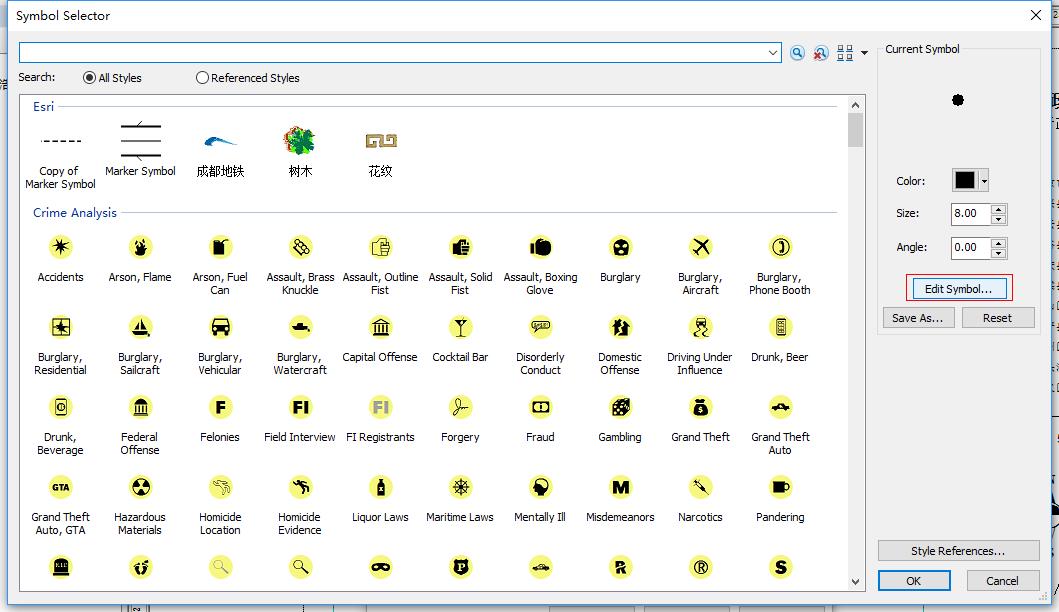 Symbol Selector
Search:
All Styles
Referenced Styles
Esri
Copy of
Marker Symbol
Marker Symbol
成都地铁
树木
花纹
Crime Analysis
Accidents
Arson, Flame
Arson, Fuel
Can
Assault, Brass
Knuckle
Assault, Outline
Fist
Assault, Solid
Fist
Assault, Boxing
Glove
Burglary
Burglary,
Aircraft
Burglary,
Phone Booth
Burglary,
Residential
Burglary,
Sailcraft
Burglary,
Vehicular
Burglary,
Watercraft
Capital Offense
Cocktail Bar
Disorderly
Conduct
Domestic
Offense
Driving Under
Influence
Drunk, Beer
Drunk,
Beverage
Federal
Offense
F
Felonies
FI
Field Interview
FI
FI Registrants
Forgery
Fraud
Gambling
$
Grand Theft
Grand Theft
Auto
GTA
Grand Theft
Auto, GTA
Hazardous
Materials
Homicide
Location
Homicide
Evidence
Liquor Laws
Maritime Laws
Mentally Ill
M
Misdemeanors
Narcotics
Pandering
RIP
P
R
®
S
Current Symbol
Color:
Size:
8.00
Angle:
0.00
Edit Symbol...
Save As...
Reset
Style References...
OK
Cancel